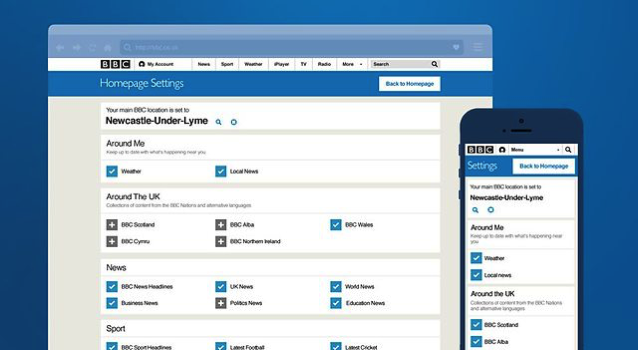 http://bbc.co.uk
BBC My Account News Sport Weather iPlayer TV Radio More Search
Homepage Settings Back to Homepage
Your main BBC location is set to
Newcastle-Under-Lyme
Around Me
Keep up to date with what's happening near you
Weather Local News
Around The UK
Collections of content from the BBC Nations and alternative languages.
BBC Scotland BBC Alba BBC Wales
BBC Cymru BBC Northern Ireland
News
BBC News Headlines UK News World News
Business News Politics News Education News
Sport
BBC Sport Headlines Latest Football Latest Cricket
BBC Menu
Settings Back to Homepage
Your main BBC location is set to
Newcastle-Under-Lyme
Around Me
Keep up to date with what's happening near
you
Weather
Local news
Around the UK
Collections of content from the BBC Nations
and alternative languages
BBC Scotland
BBC Alba